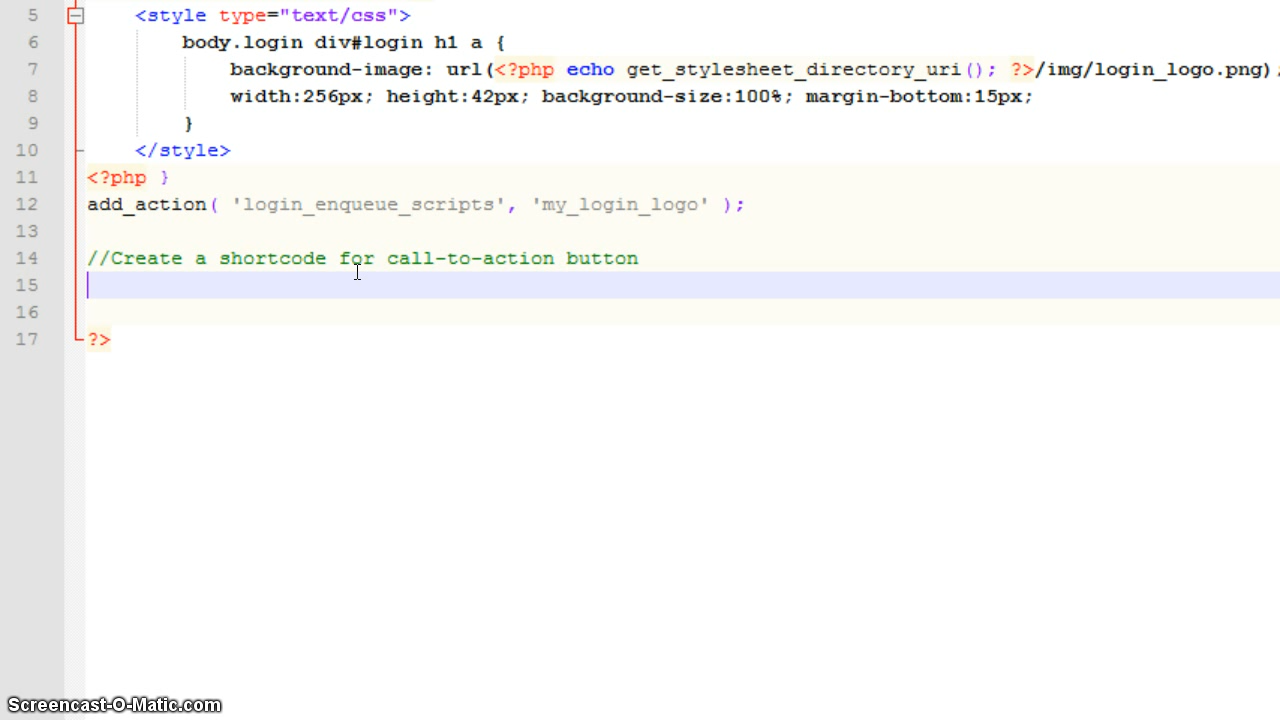 5 <style type="text/css">
6 body.login div#login h1 a {
7 background-image: url(<?php echo get_stylesheet_directory_uri(); ?>/img/login_logo.png);
8 width:256px; height:42px; background-size:100%; margin-bottom:15px;
9 }
10 </style>
11 <?php }
12 add_action( 'login_enqueue_scripts', 'my_login_logo' );
13
14 //Create a shortcode for call-to-action button
15
16
17 ?>
Screencast-O-Matic.com